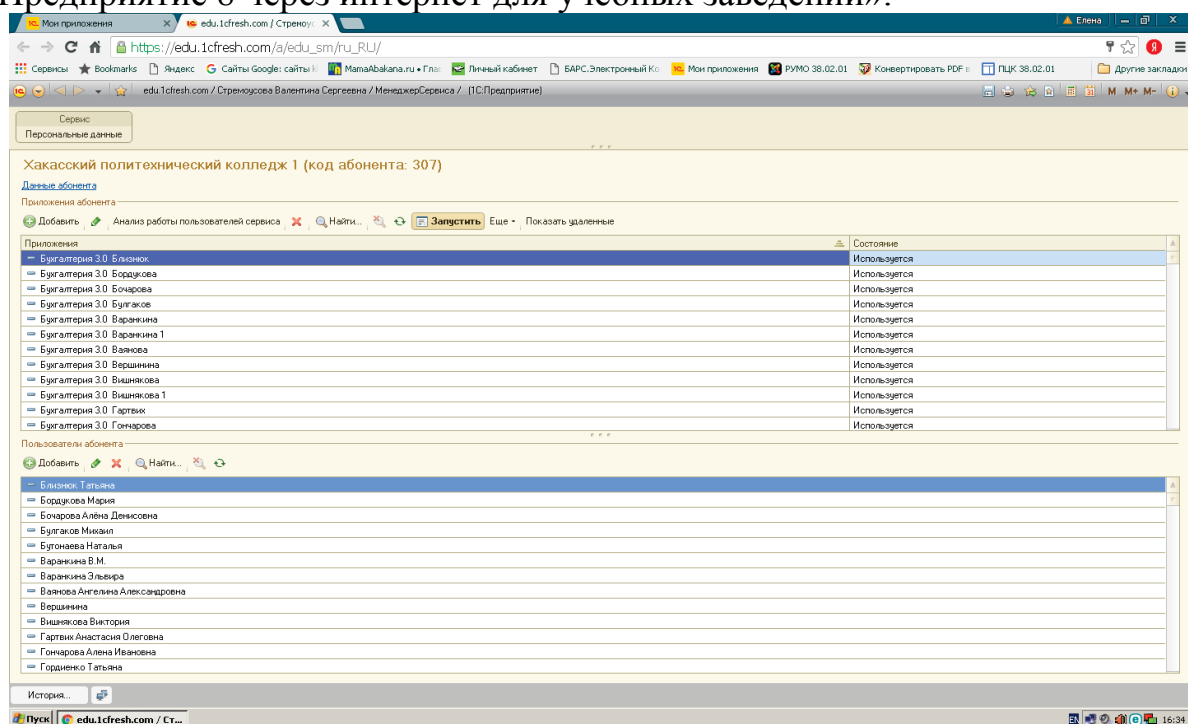 Предприятие 8 через интернет для учебных заведений».
Мои приложения
edu.1cfresh.com / Стремоус
Елена
https://edu.1cfresh.com/a/edu_sm/ru_RU/
Сервисы Bookmarks Яндекс Сайты Google: сайты MamaAbakana.ru • Глав Личный кабинет БАРС.Электронный Ко Мои приложения РУМО 38.02.01 Конвертировать PDF в ПЦК 38.02.01 Другие закладки
edu.1cfresh.com / Стремоусова Валентина Сергеевна / МенеджерСервиса / (1С:Предприятие) M M+ M-
Сервис
Персональные данные
Хакасский политехнический колледж 1 (код абонента: 307)
Данные абонента
Приложения абонента
Добавить Анализ работы пользователей сервиса Найти... Запустить Еще Показать удаленные
Приложения Состояние
Бухгалтерия 3.0 Близнюк Используется
Бухгалтерия 3.0 Бордукова Используется
Бухгалтерия 3.0 Бочарова Используется
Бухгалтерия 3.0 Булгаков Используется
Бухгалтерия 3.0 Варанкина Используется
Бухгалтерия 3.0 Варанкина 1 Используется
Бухгалтерия 3.0 Ваянова Используется
Бухгалтерия 3.0 Вершинина Используется
Бухгалтерия 3.0 Вишнякова Используется
Бухгалтерия 3.0 Вишнякова 1 Используется
Бухгалтерия 3.0 Гартвих Используется
Бухгалтерия 3.0 Гончарова Используется
Пользователи абонента
Добавить Найти...
Близнюк Татьяна
Бордукова Мария
Бочарова Алёна Денисовна
Булгаков Михаил
Бутонаева Наталья
Варанкина В.М.
Варанкина Эльвира
Ваянова Ангелина Александровна
Вершинина
Вишнякова Виктория
Гартвих Анастасия Олеговна
Гончарова Алена Ивановна
Гордиенко Татьяна
История...
Пуск edu.1cfresh.com / Ст... EN 16:34